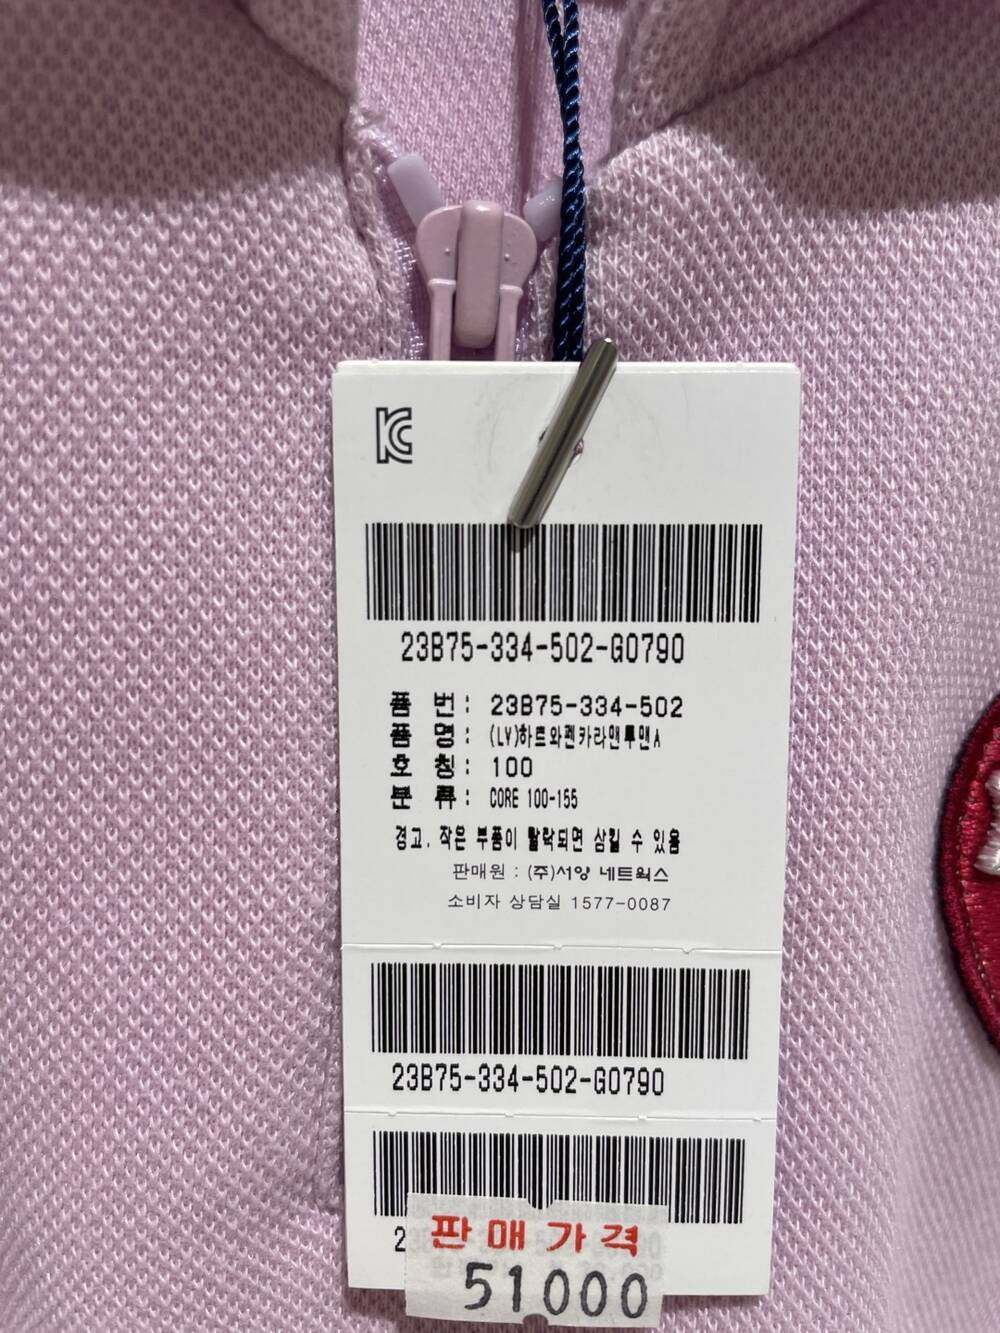 KC
23B75-334-502-G0790
품 번: 23B75-334-502
품 명: (LV)하트와펜카라맨투맨A
호 칭: 100
분 류: CORE 100-155
경고. 작은 부품이 탈락되면 삼킬 수 있음
판매원 : (주)서양 네트웍스
소비자 상담실 1577-0087
23B75-334-502-G0790
2
판매가격
51000